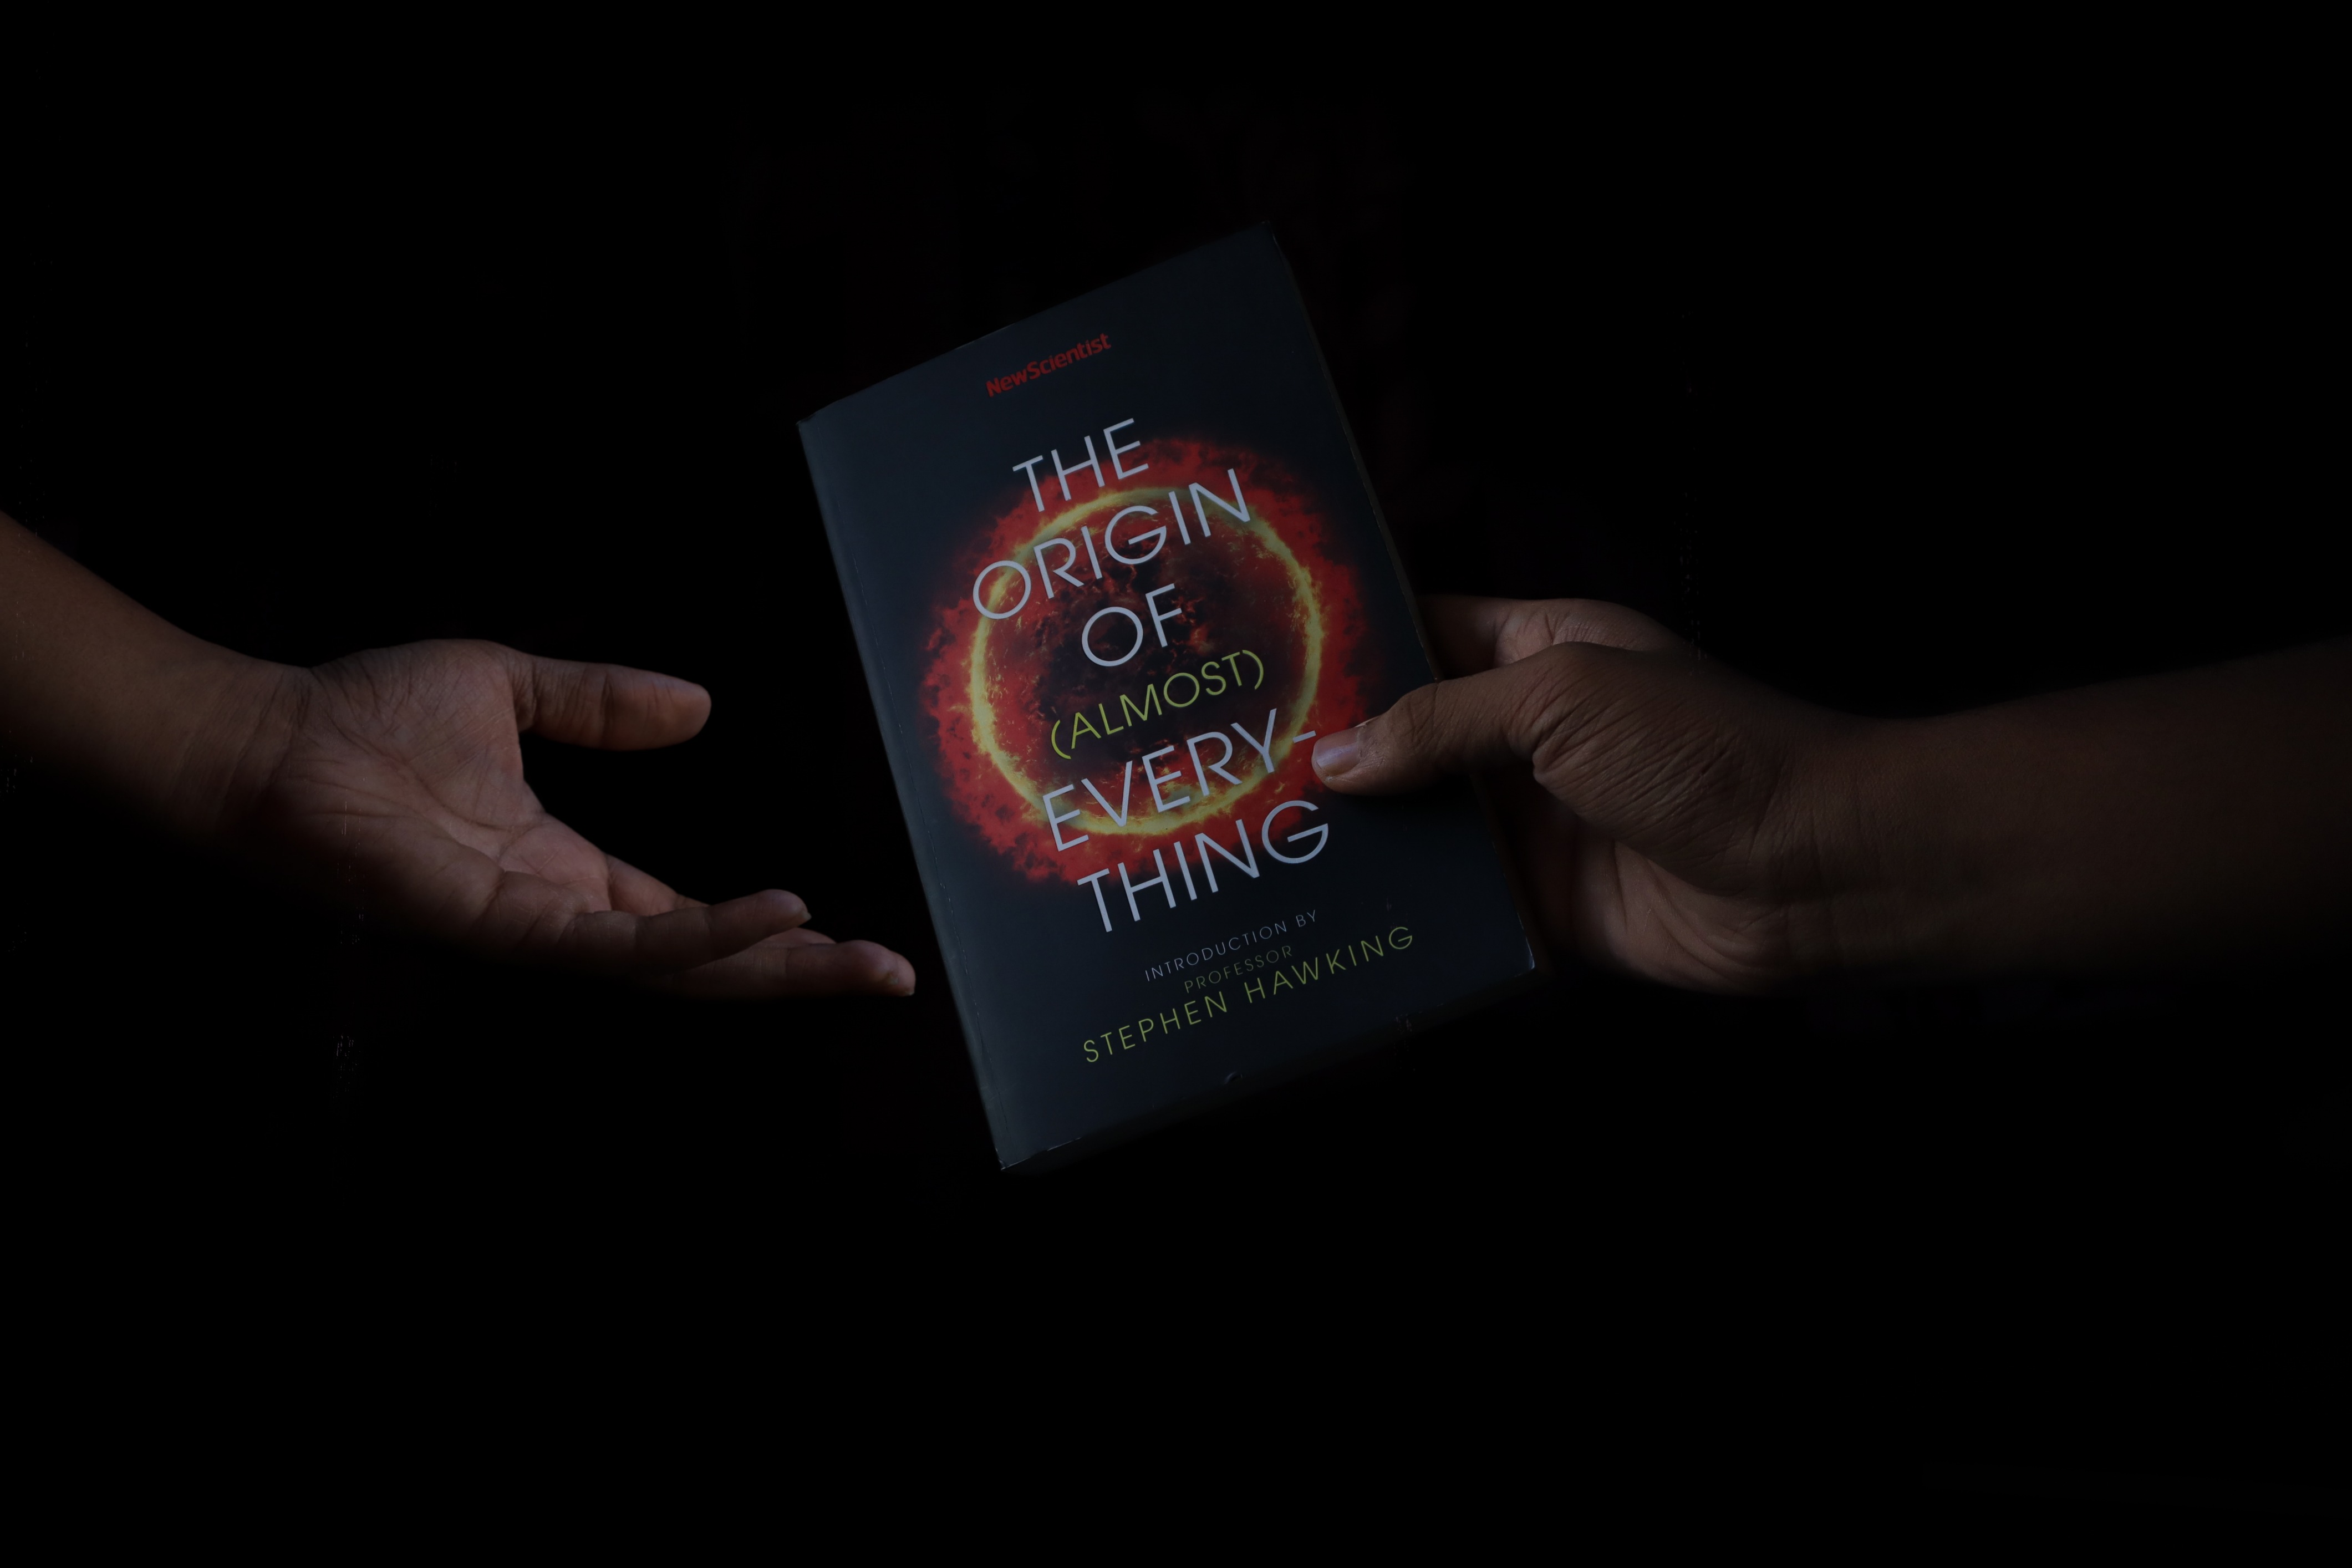 NewScientist
THE
ORIGIN
OF
(ALMOST)
EVERY-
THING
INTRODUCTION BY
PROFESSOR
STEPHEN HAWKING